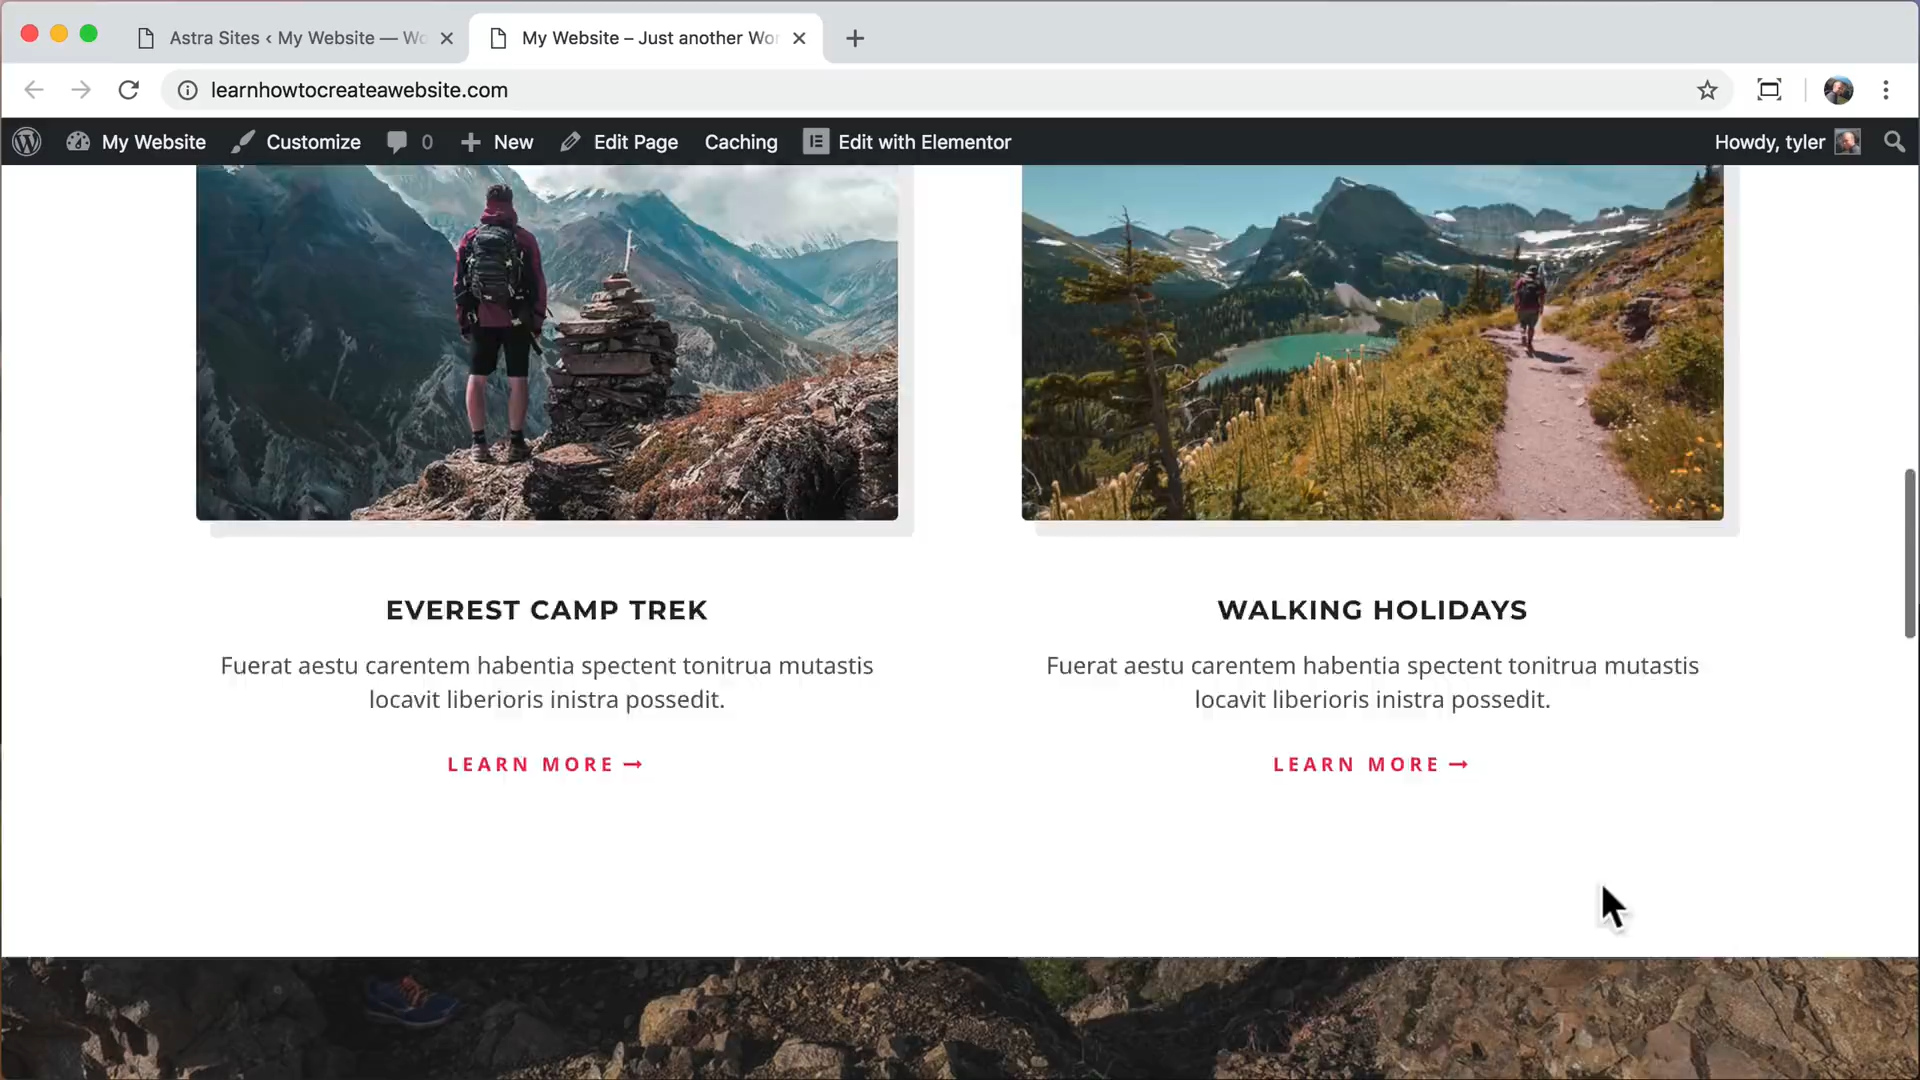 Astra Sites ‹ My Website — Wo
My Website – Just another Wor
learnhowtocreateawebsite.com
My Website Customize 0 New Edit Page Caching Edit with Elementor Howdy, tyler
EVEREST CAMP TREK
Fuerat aestu carentem habentia spectent tonitrua mutastis
locavit liberioris inistra possedit.
LEARN MORE →
WALKING HOLIDAYS
Fuerat aestu carentem habentia spectent tonitrua mutastis
locavit liberioris inistra possedit.
LEARN MORE →